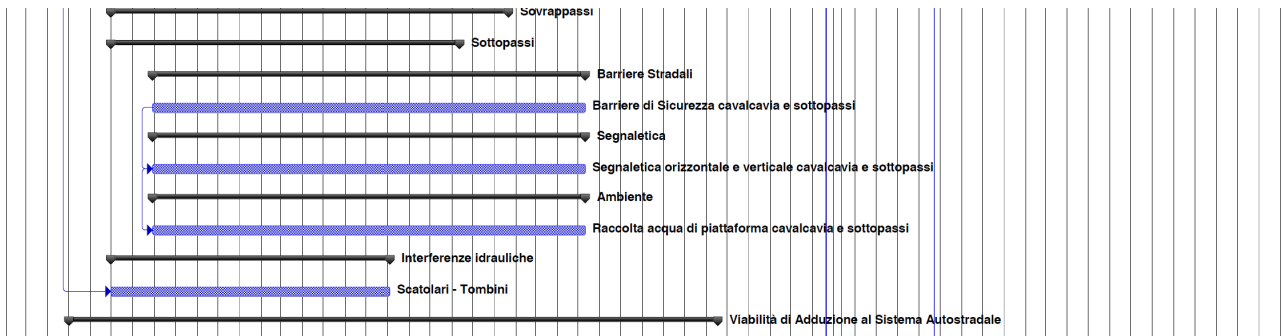 Sovrappassi
Sottopassi
Barriere Stradali
Barriere di Sicurezza cavalcavia e sottopassi
Segnaletica
Segnaletica orizzontale e verticale cavalcavia e sottopassi
Ambiente
Raccolta acqua di piattaforma cavalcavia e sottopassi
Interferenze idrauliche
Scatolari - Tombini
Viabilità di Adduzione al Sistema Autostradale